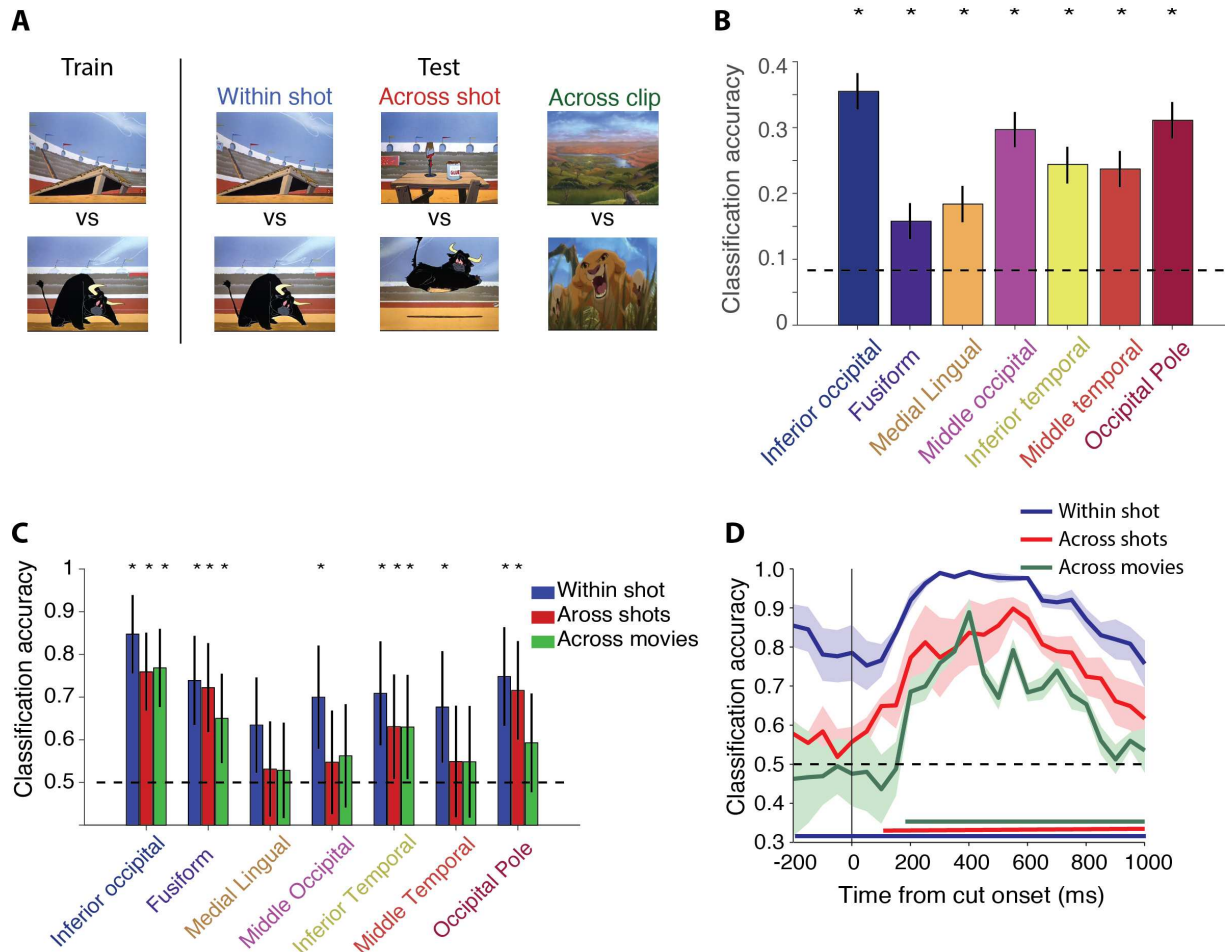 A
Train
Test
Within shot
Across shot
Across clip
vs
vs
vs
vs
B
* * * * * * *
Classification accuracy
0.4
0.3
0.2
0.1
0
Inferior occipital
Fusiform
Medial Lingual
Middle occipital
Inferior temporal
Middle temporal
Occipital Pole
C
* * * * * * * * * * * * *
Classification accuracy
1
0.9
0.8
0.7
0.6
0.5
Within shot
Aross shots
Across movies
Inferior occipital
Fusiform
Medial Lingual
Middle Occipital
Inferior Temporal
Middle Temporal
Occipital Pole
D
Within shot
Across shots
Across movies
Classification accuracy
1.0
0.9
0.8
0.7
0.6
0.5
0.4
0.3
-200 0 200 400 600 800 1000
Time from cut onset (ms)